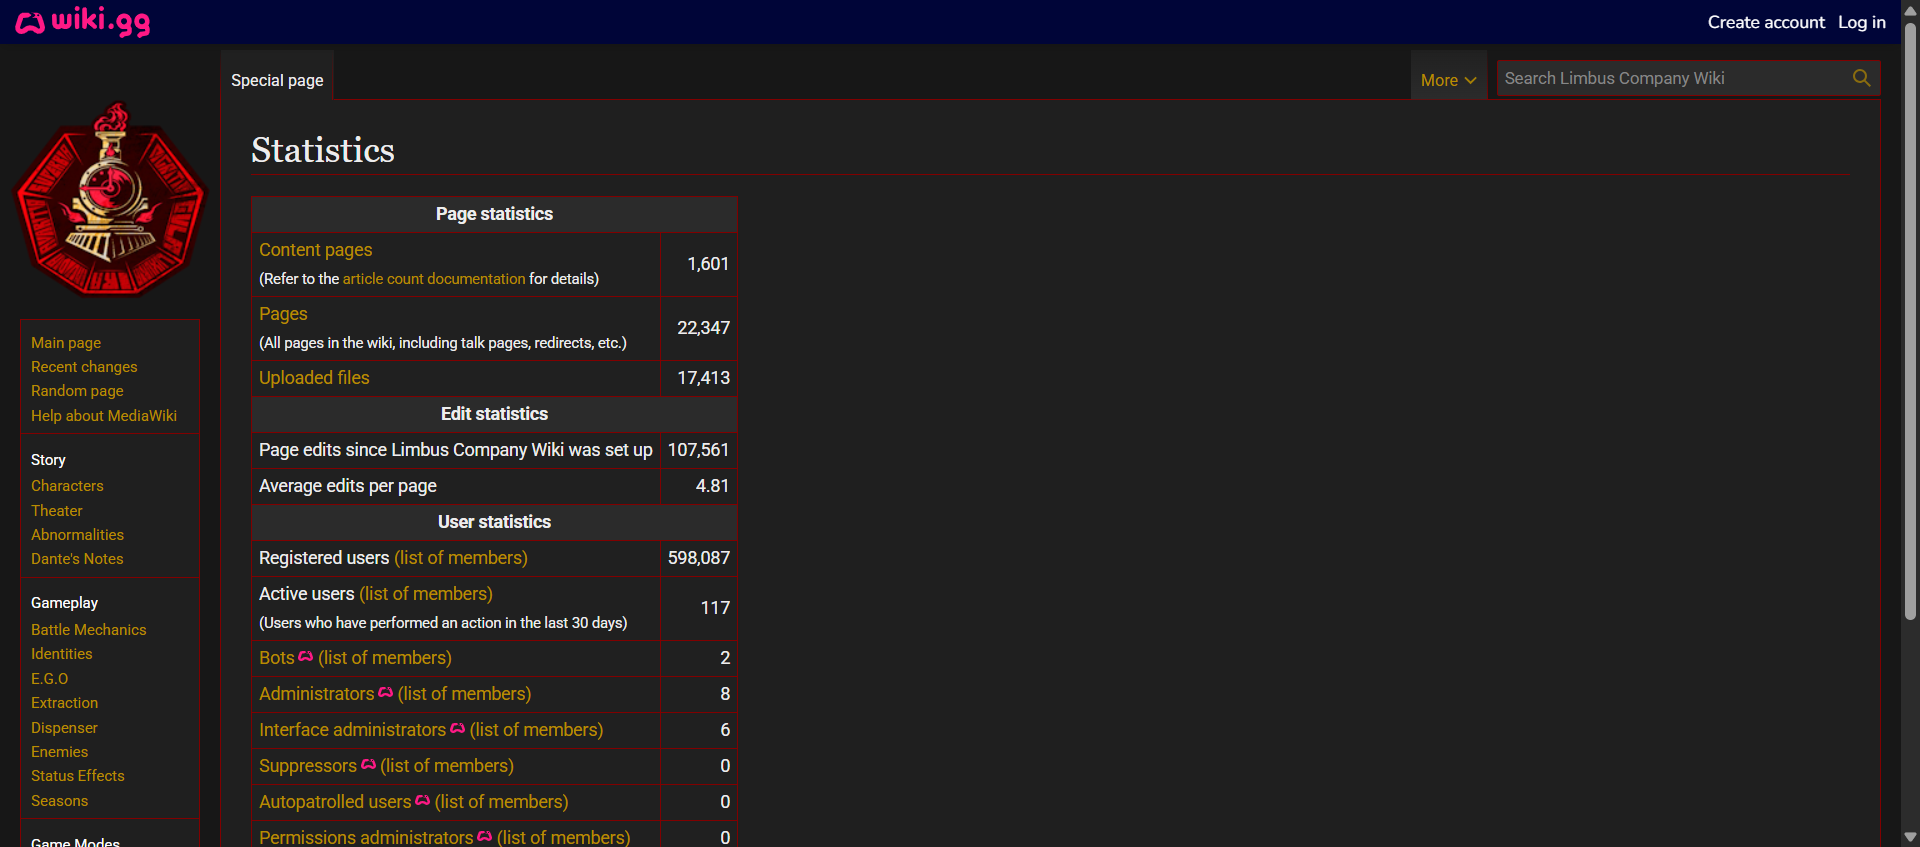 wiki.gg
Create account
Log in
Special page
More
Search Limbus Company Wiki
Main page
Recent changes
Random page
Help about MediaWiki
Story
Characters
Theater
Abnormalities
Dante's Notes
Gameplay
Battle Mechanics
Identities
E.G.O
Extraction
Dispenser
Enemies
Status Effects
Seasons
Game Modes
Statistics
Page statistics
Content pages
(Refer to the article count documentation for details)
1,601
Pages
(All pages in the wiki, including talk pages, redirects, etc.)
22,347
Uploaded files
17,413
Edit statistics
Page edits since Limbus Company Wiki was set up
107,561
Average edits per page
4.81
User statistics
Registered users (list of members)
598,087
Active users (list of members)
(Users who have performed an action in the last 30 days)
117
Bots (list of members)
2
Administrators (list of members)
8
Interface administrators (list of members)
6
Suppressors (list of members)
0
Autopatrolled users (list of members)
0
Permissions administrators (list of members)
0